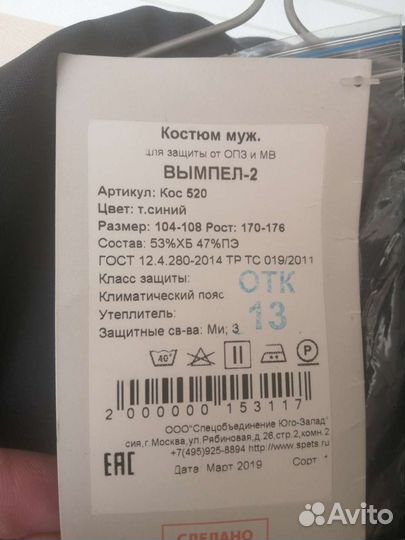 Костюм муж.
для защиты от ОПЗ и МВ
ВЫМПЕЛ-2
Артикул: Кос 520
Цвет: т.синий
Размер: 104-108 Рост: 170-176
Состав: 53%ХБ 47%ПЭ
ГОСТ 12.4.280-2014 ТР ТС 019/2011
Класс защиты:
Климатический пояс
Утеплитель:
Защитные св-ва: Ми; З
ОТК
13
40°
P
2 000000 153117
ООО"Спецобъединение Юго-Запад"
сия,г.Москва,ул.Рябиновая,д.26,стр.2,комн.2
+7(495)925-8894 http://www.spets.ru
EAC
Дата: Март 2019 Сорт:
СДЕЛАНО
Avito